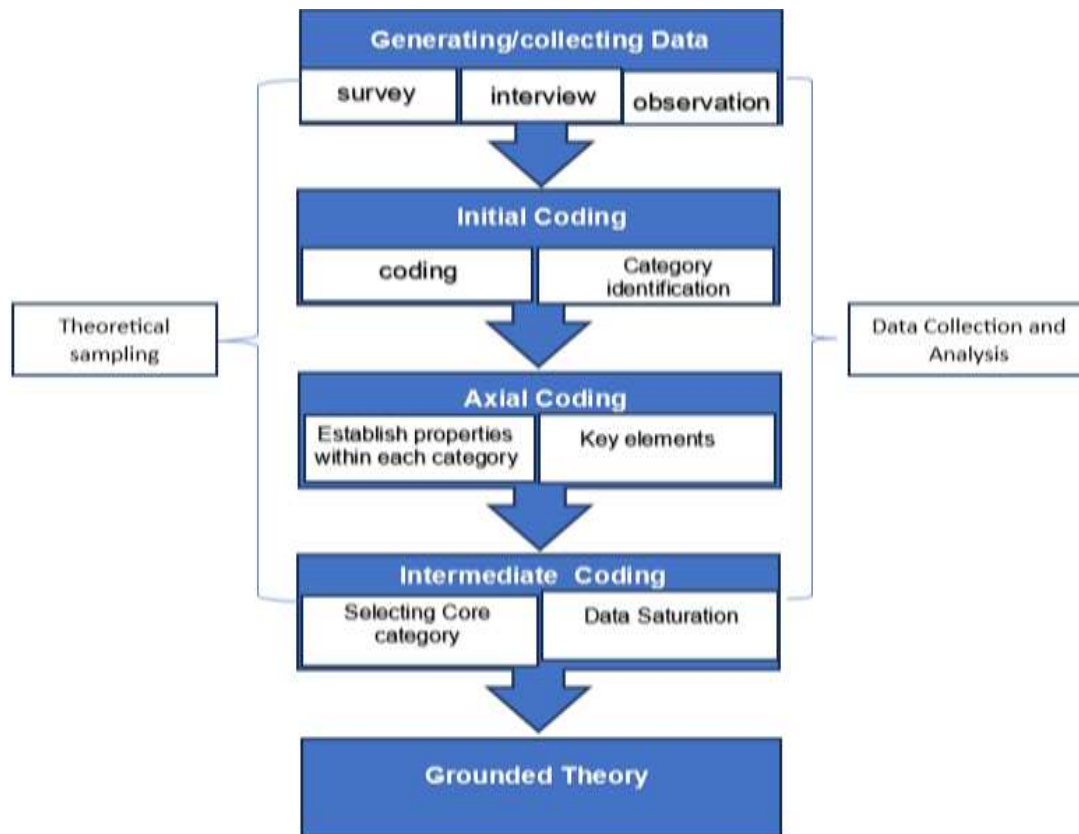 Generating/collecting Data
survey
interview
observation
Initial Coding
coding
Category
identification
Theoretical
sampling
Data Collection and
Analysis
Axial Coding
Establish properties
within each category
Key elements
Intermediate Coding
Selecting Core
category
Data Saturation
Grounded Theory